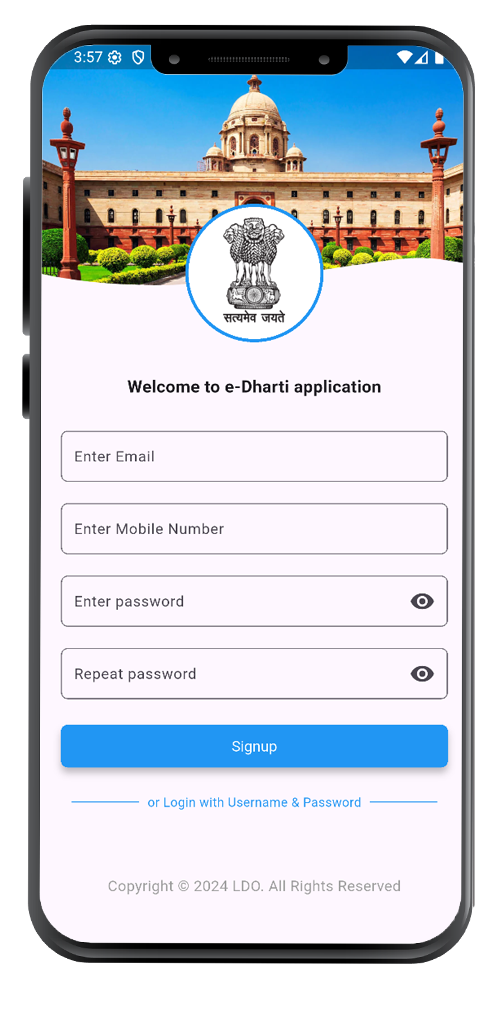 3:57
सत्यमेव जयते
Welcome to e-Dharti application
Enter Email
Enter Mobile Number
Enter password
Repeat password
Signup
or Login with Username & Password
Copyright © 2024 LDO. All Rights Reserved